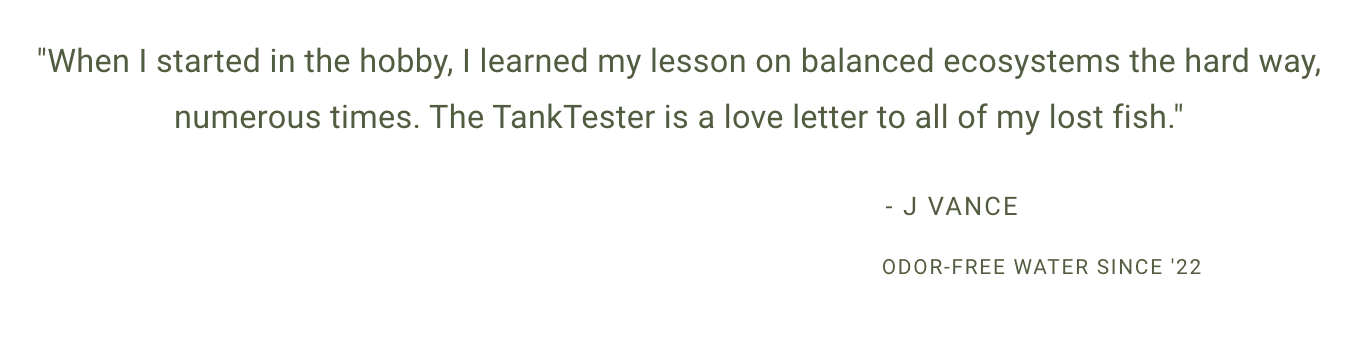 "When I started in the hobby, I learned my lesson on balanced ecosystems the hard way,
numerous times. The TankTester is a love letter to all of my lost fish."
- J VANCE
ODOR-FREE WATER SINCE '22